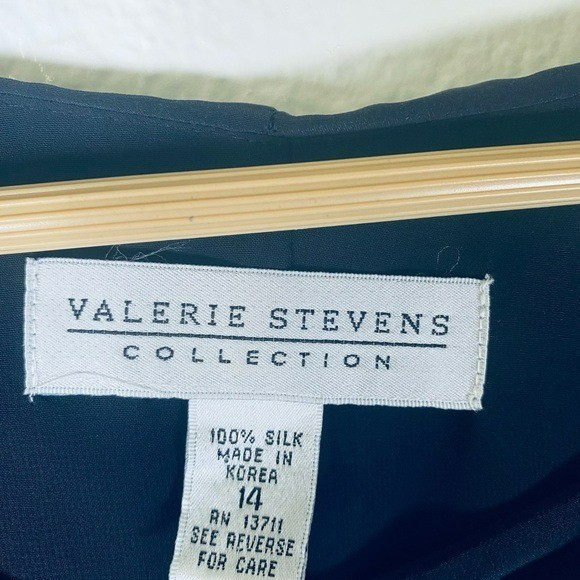 VALERIE STEVENS
COLLECTION
100% SILK
MADE IN
KOREA
14
RN 13711
SEE REVERSE
FOR CARE